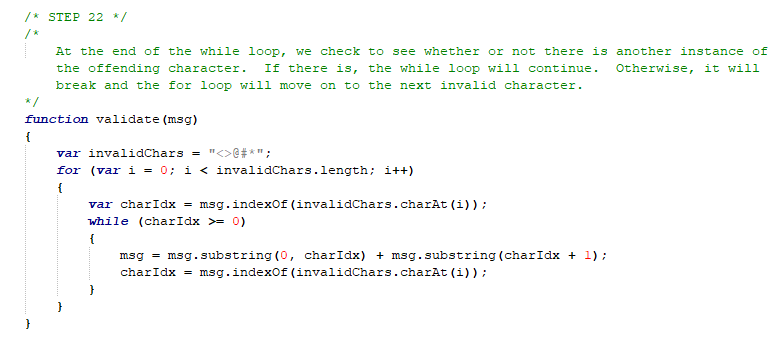 /* STEP 22 */
/*
At the end of the while loop, we check to see whether or not there is another instance of
the offending character.  If there is, the while loop will continue.  Otherwise, it will
break and the for loop will move on to the next invalid character.
*/
function validate(msg)
{
var invalidChars = "<>@#*";
for (var i = 0; i < invalidChars.length; i++)
{
var charIdx = msg.indexOf(invalidChars.charAt(i));
while (charIdx >= 0)
{
msg = msg.substring(0, charIdx) + msg.substring(charIdx + 1);
charIdx = msg.indexOf(invalidChars.charAt(i));
}
}
}